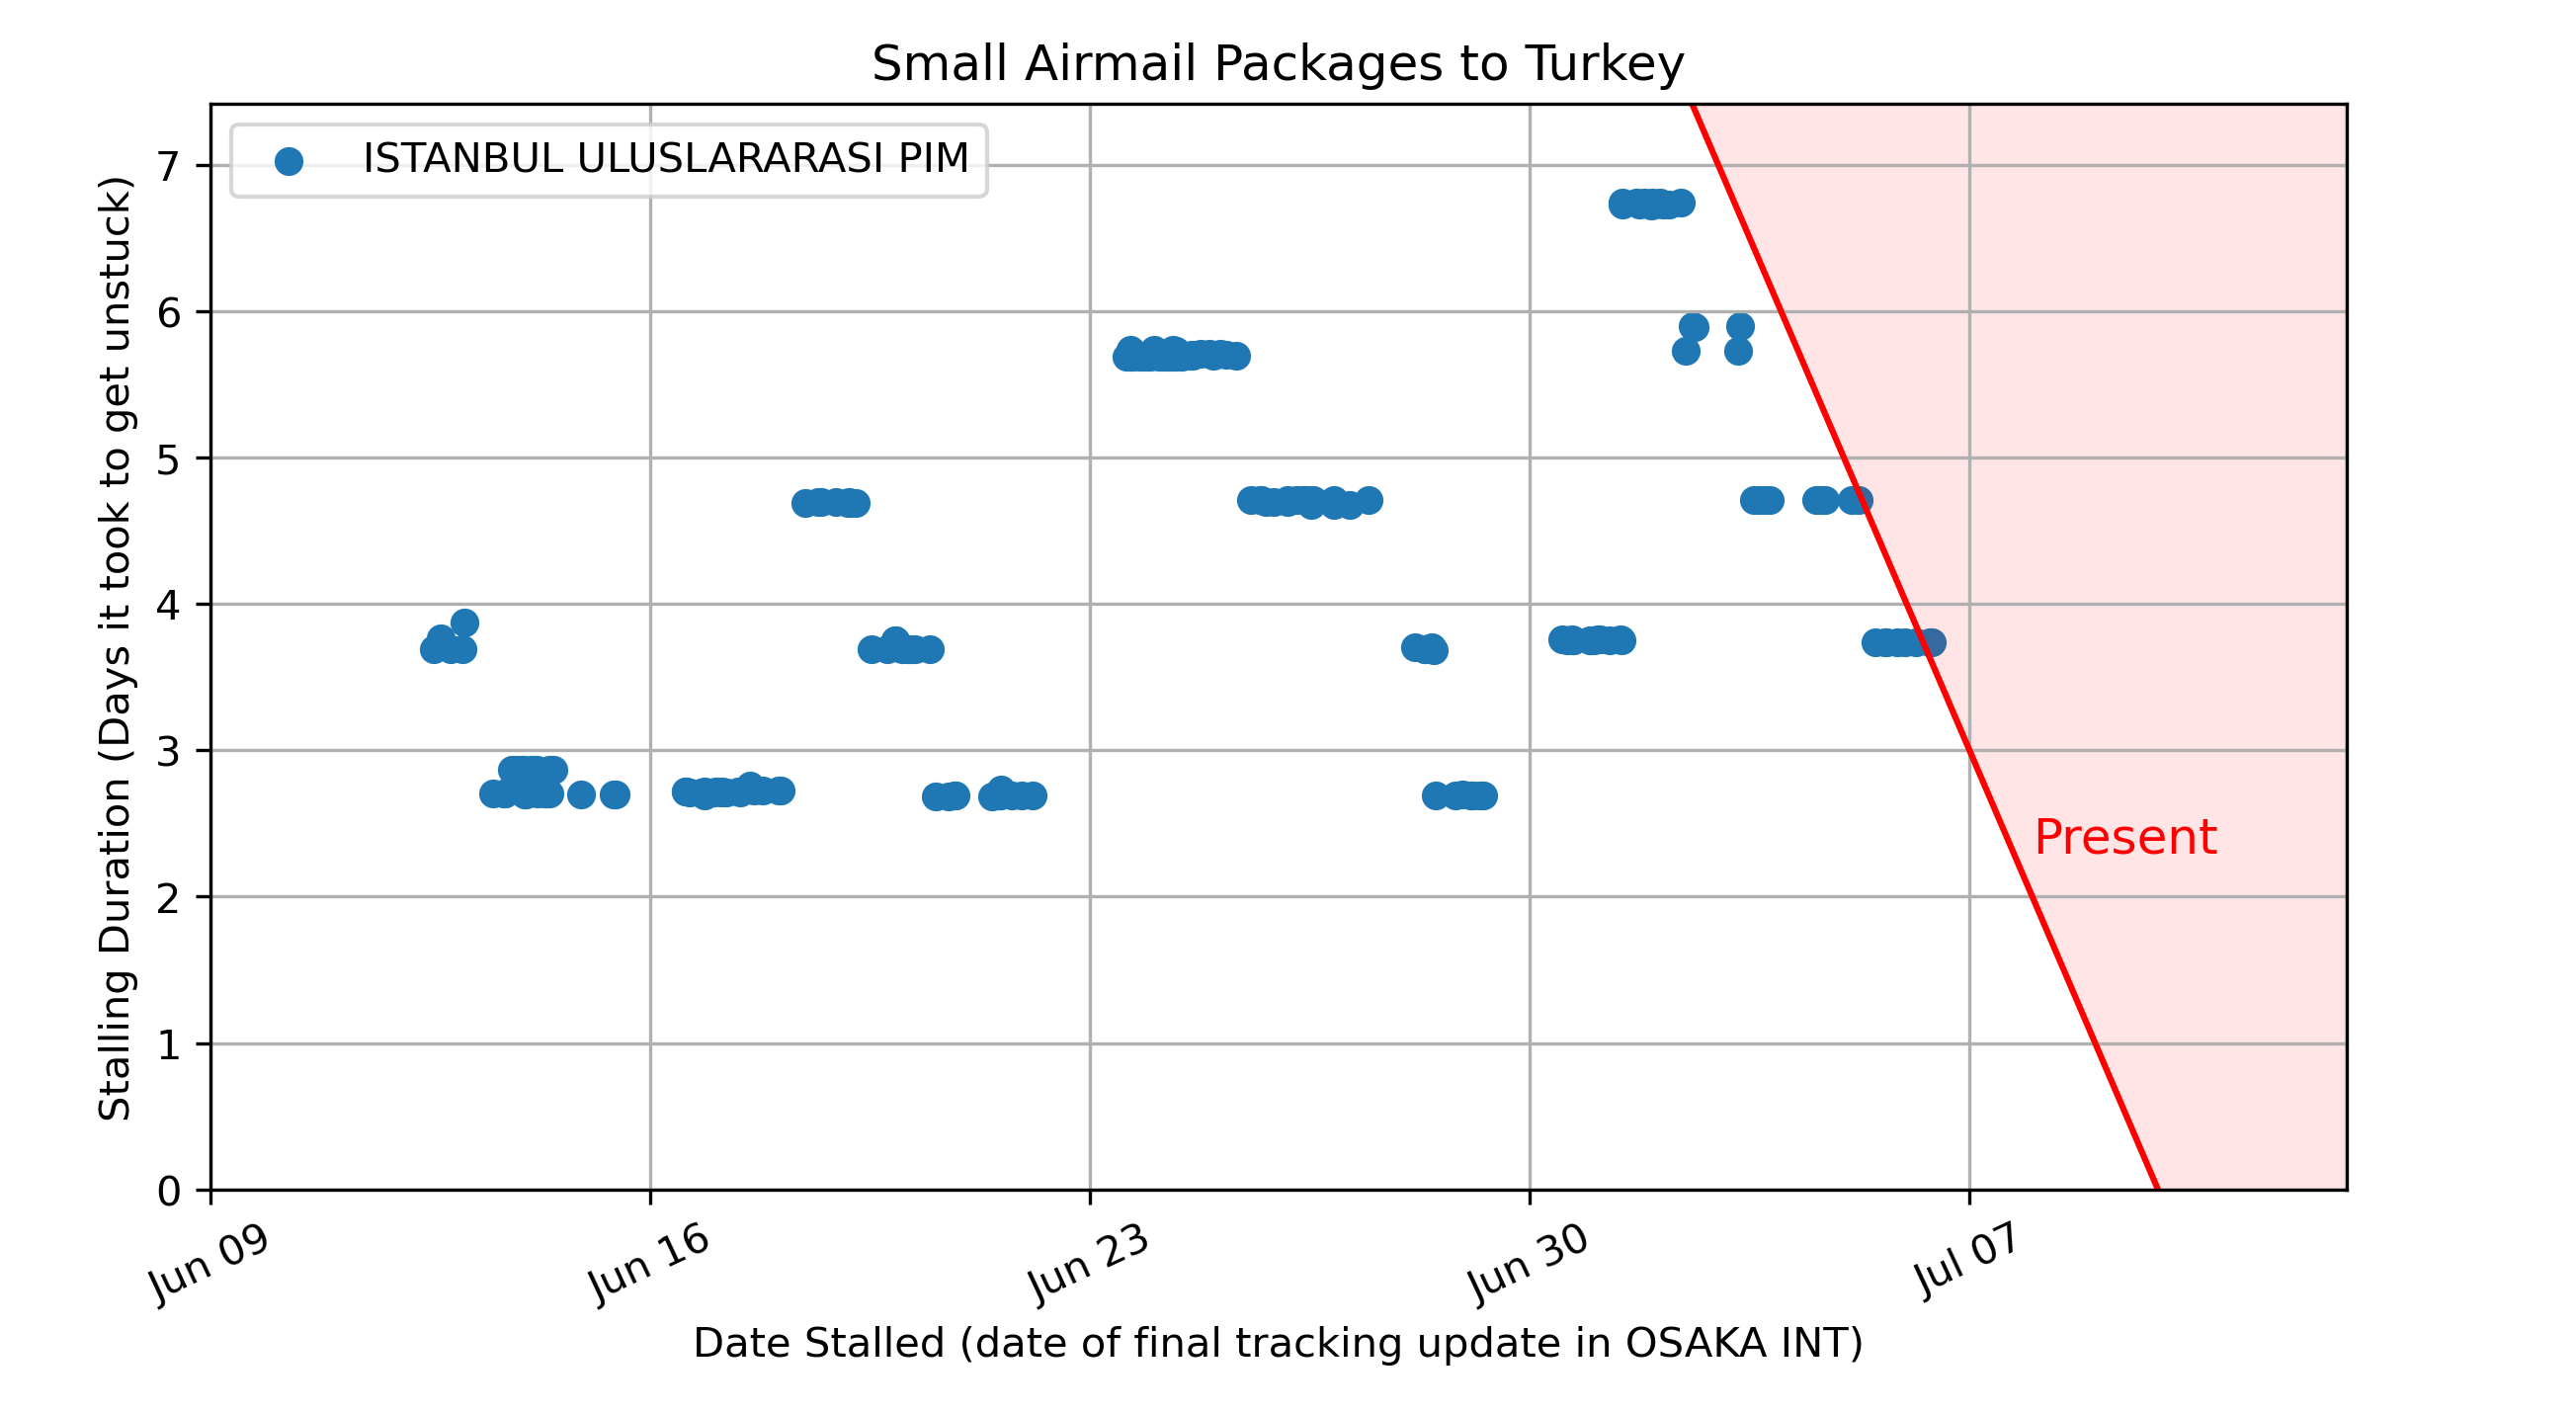 Small Airmail Packages to Turkey
ISTANBUL ULUSLARARASI PIM
Stalling Duration (Days it took to get unstuck)
7
6
5
4
3
2
1
0
Present
Jun 09
Jun 16
Jun 23
Jun 30
Jul 07
Date Stalled (date of final tracking update in OSAKA INT)